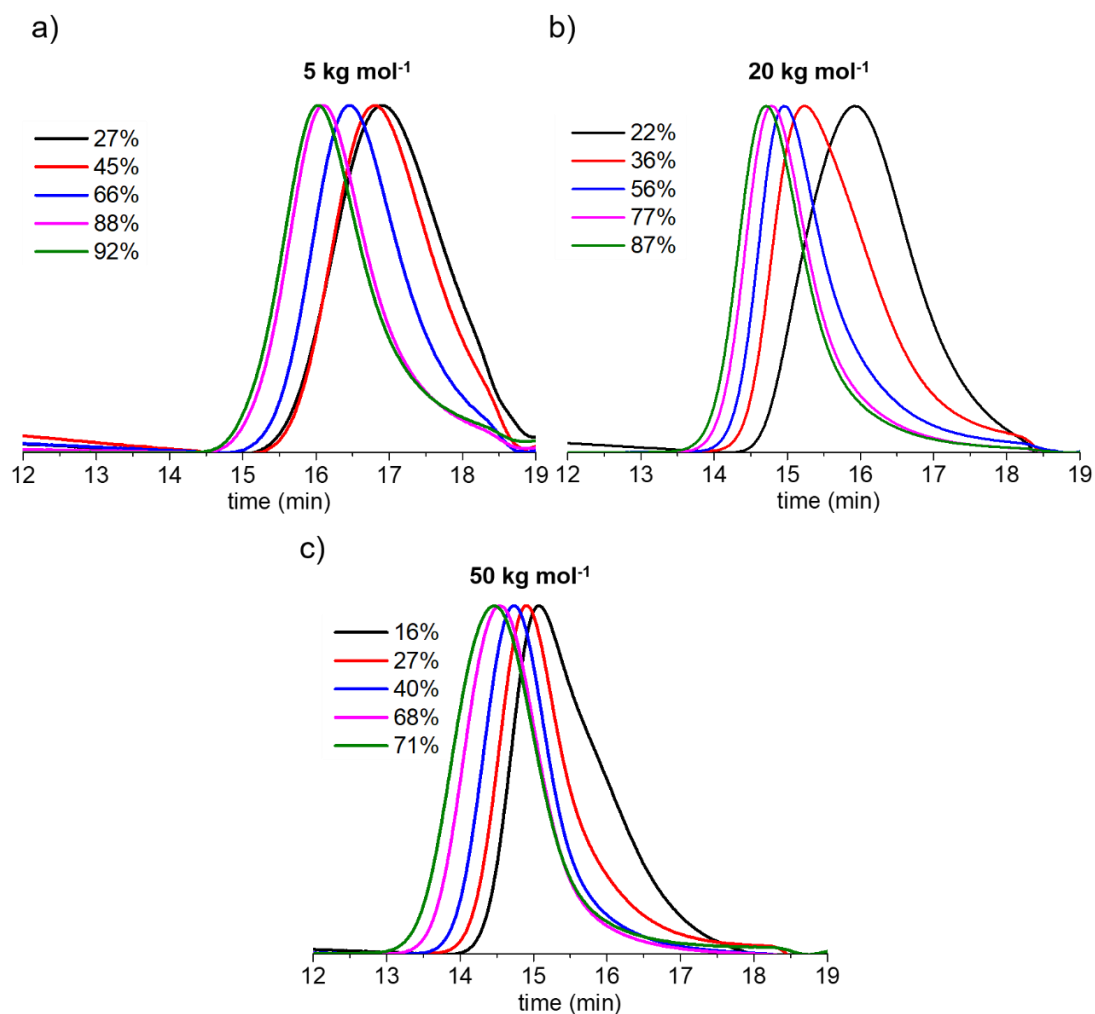 a)
5 kg mol⁻¹
27%
45%
66%
88%
92%
12 13 14 15 16 17 18 19
time (min)
b)
20 kg mol⁻¹
22%
36%
56%
77%
87%
12 13 14 15 16 17 18 19
time (min)
c)
50 kg mol⁻¹
16%
27%
40%
68%
71%
12 13 14 15 16 17 18 19
time (min)